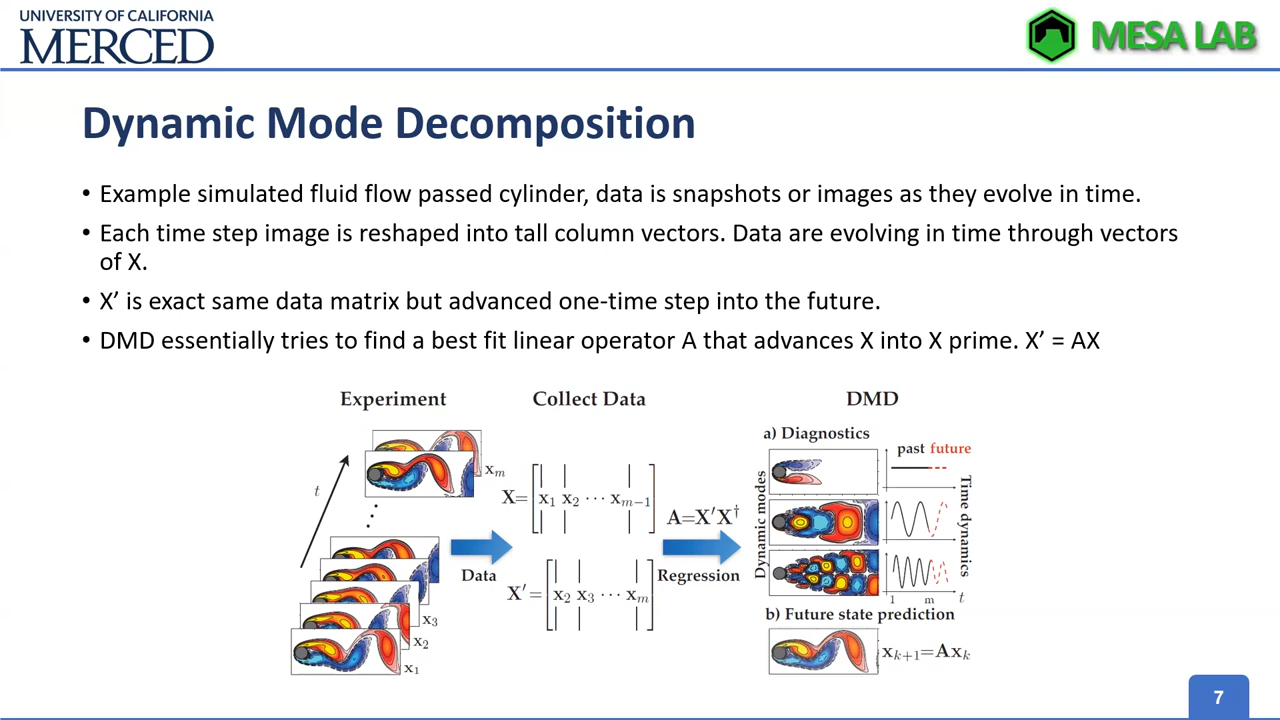 UNIVERSITY OF CALIFORNIA
MERCED
MESA LAB
Dynamic Mode Decomposition
• Example simulated fluid flow passed cylinder, data is snapshots or images as they evolve in time.
• Each time step image is reshaped into tall column vectors. Data are evolving in time through vectors
of X.
• X’ is exact same data matrix but advanced one-time step into the future.
• DMD essentially tries to find a best fit linear operator A that advances X into X prime. X’ = AX
Experiment
t
x₁
x₂
x₃
xₘ
Data
Collect Data
X= [x₁ x₂ ··· xₘ₋₁]
X′= [x₂ x₃ ··· xₘ]
A=X′X†
Regression
DMD
a) Diagnostics
past future
Dynamic modes
Time dynamics
1 m t
b) Future state prediction
xₖ₊₁=Axₖ
7